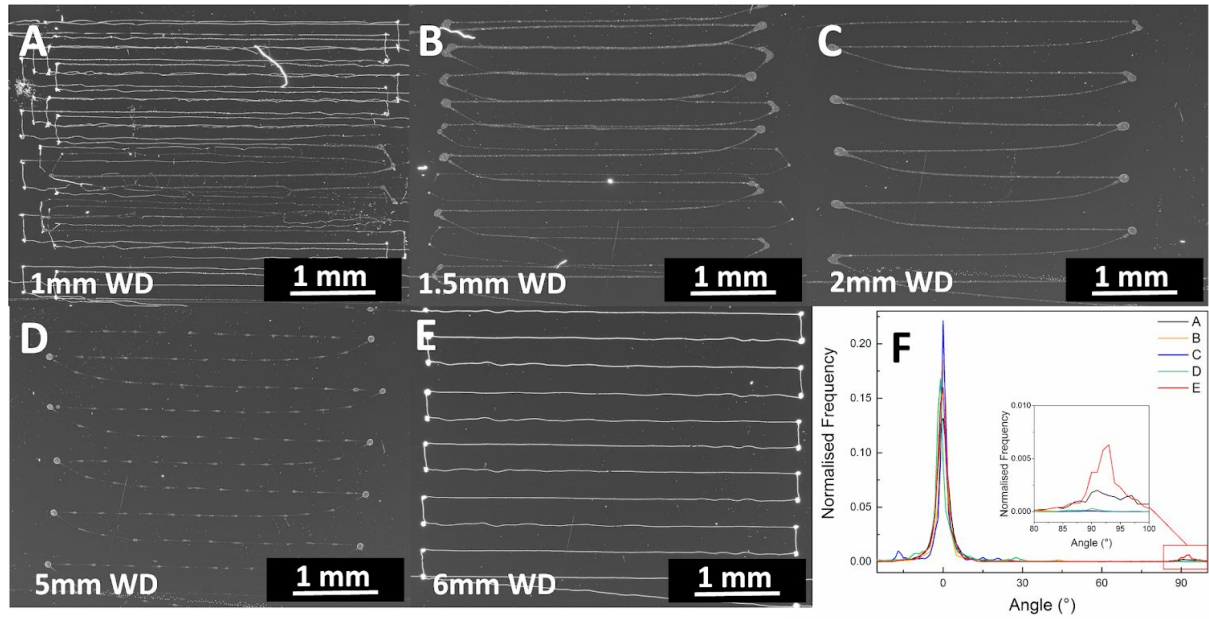 A
1mm WD
1 mm
B
1.5mm WD
1 mm
C
2mm WD
1 mm
D
5mm WD
1 mm
E
6mm WD
1 mm
F
Normalised Frequency
0.20
0.15
0.10
0.05
0.00
0
30
60
90
Angle (°)
A
B
C
D
E
Normalised Frequency
0.010
0.005
0.000
80
85
90
95
100
Angle (°)